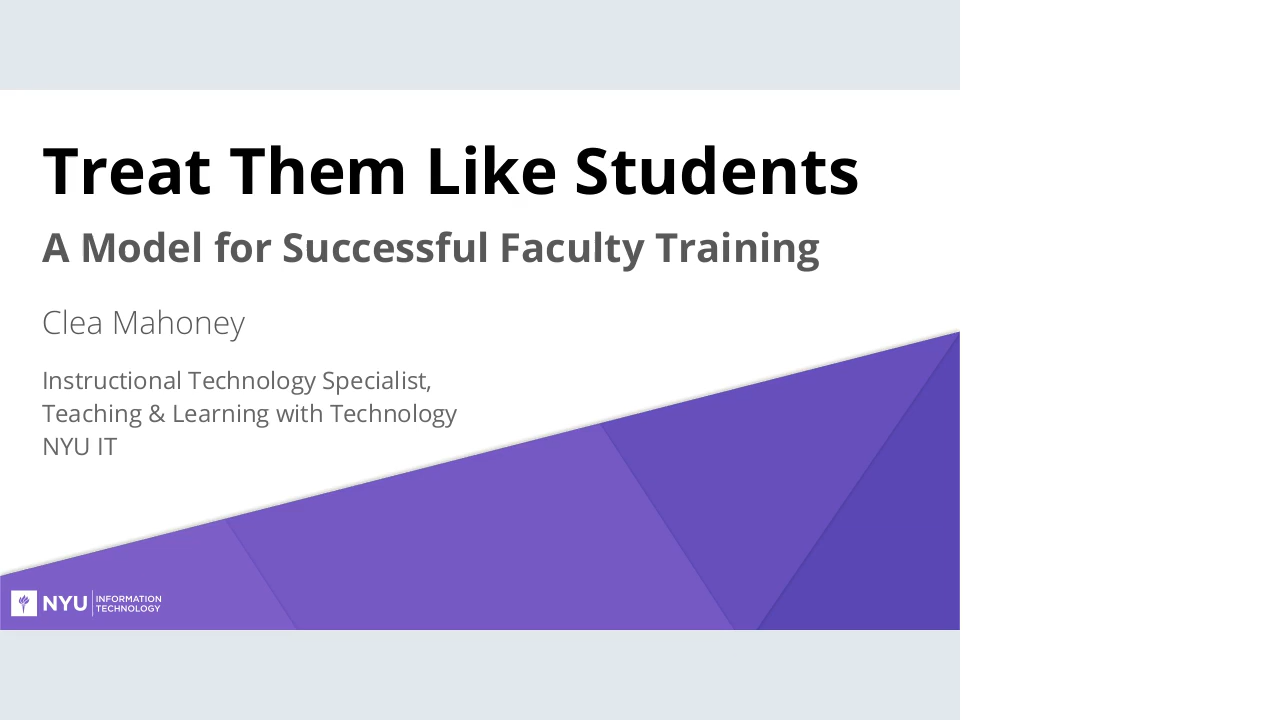 Treat Them Like Students
A Model for Successful Faculty Training
Clea Mahoney
Instructional Technology Specialist,
Teaching & Learning with Technology
NYU IT
NYU INFORMATION
TECHNOLOGY